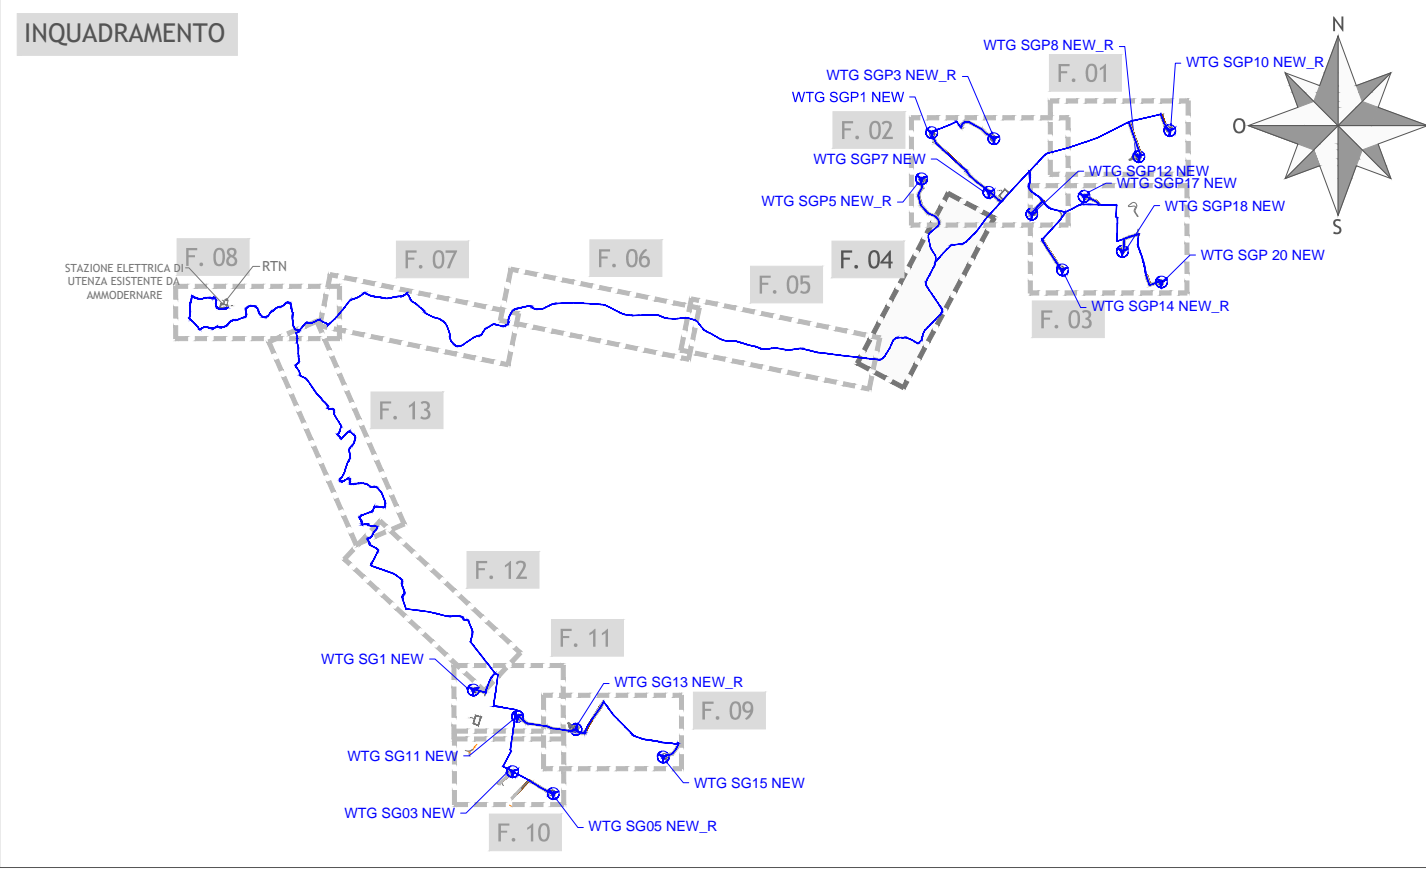 INQUADRAMENTO
N
WTG SGP8 NEW_R
F. 01
WTG SGP10 NEW_R
WTG SGP3 NEW_R
WTG SGP1 NEW
F. 02
O
WTG SGP7 NEW
WTG SGP12 NEW
WTG SGP17 NEW
WTG SGP5 NEW_R
WTG SGP18 NEW
S
F. 08
F. 07
F. 06
F. 05
F. 04
WTG SGP 20 NEW
STAZIONE ELETTRICA DI
UTENZA ESISTENTE DA
AMMODERNARE
RTN
WTG SGP14 NEW_R
F. 03
F. 13
F. 12
F. 11
WTG SG1 NEW
WTG SG13 NEW_R
F. 09
WTG SG11 NEW
WTG SG15 NEW
WTG SG03 NEW
WTG SG05 NEW_R
F. 10